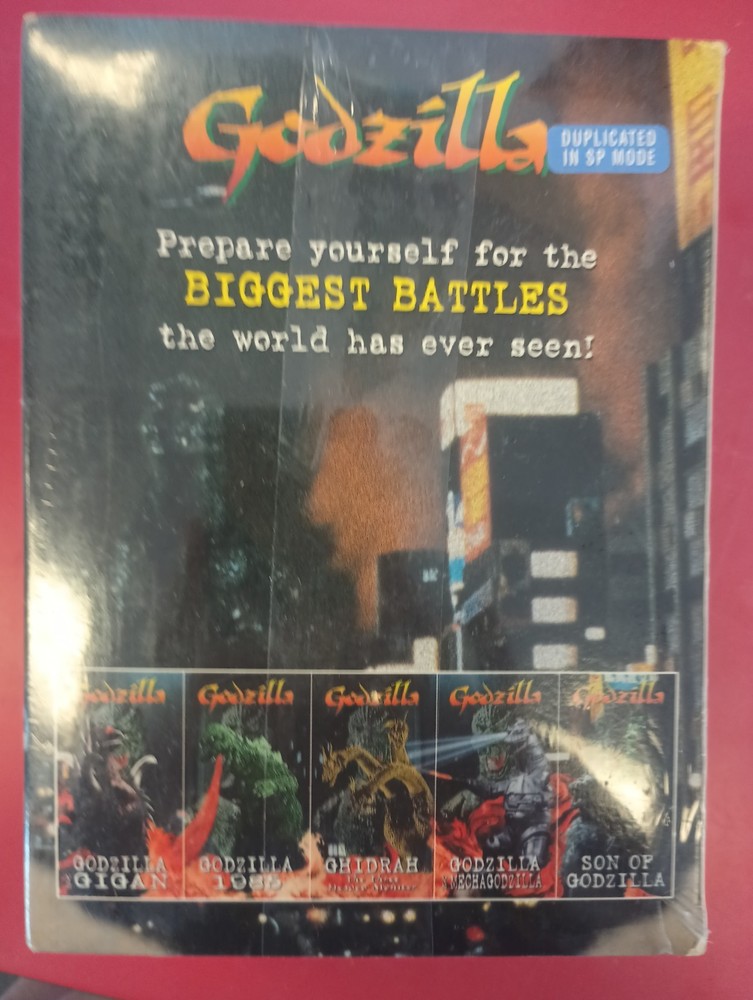 Godzilla
DUPLICATED
IN SP MODE
Prepare yourself for the
BIGGEST BATTLES
the world has ever seen!
Godzilla
GODZILLA
GIGAN
Godzilla
GODZILLA
1985
Godzilla
GHIDRAH
Godzilla
GODZILLA
MECHAGODZILLA
Godzilla
SON OF
GODZILLA